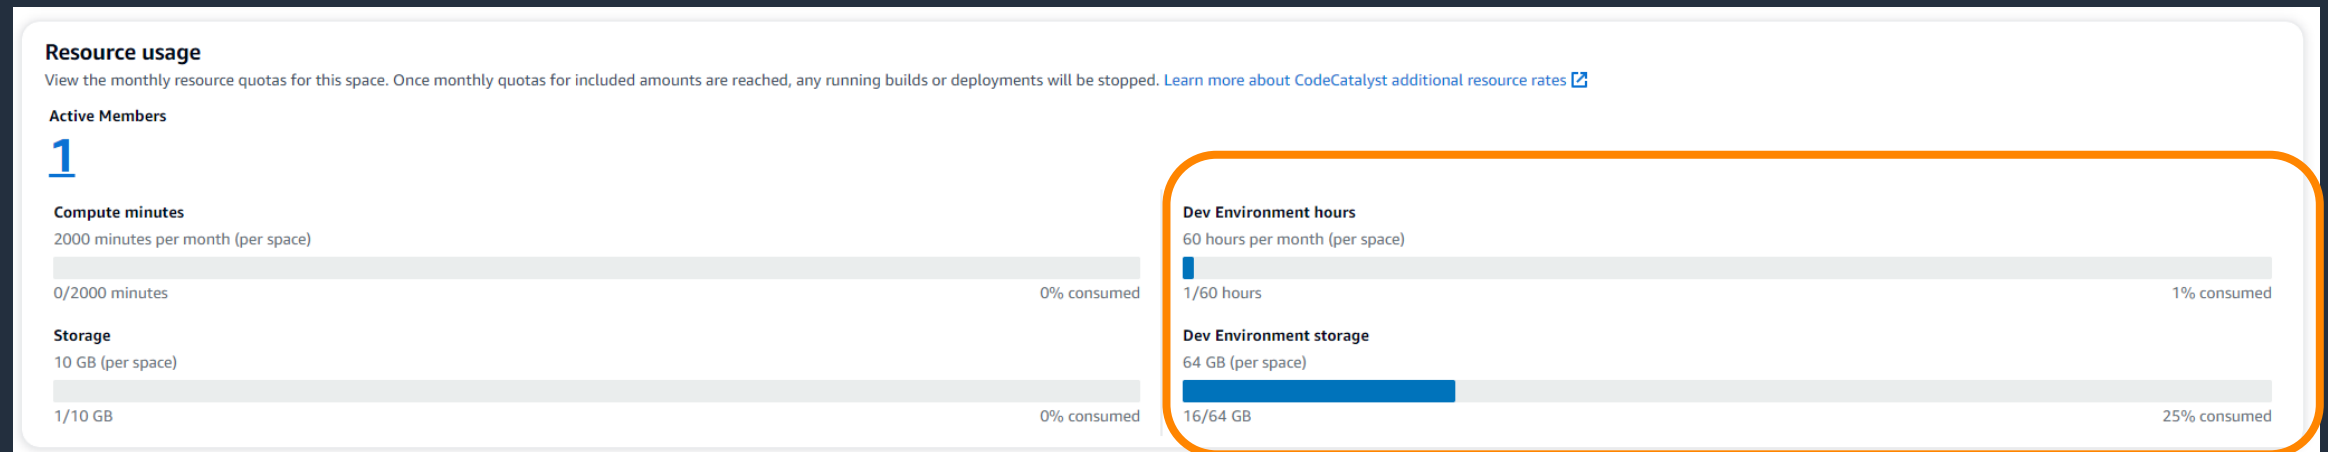 Resource usage
View the monthly resource quotas for this space. Once monthly quotas for included amounts are reached, any running builds or deployments will be stopped. Learn more about CodeCatalyst additional resource rates
Active Members
1
Compute minutes
2000 minutes per month (per space)
0/2000 minutes
0% consumed
Storage
10 GB (per space)
1/10 GB
0% consumed
Dev Environment hours
60 hours per month (per space)
1/60 hours
1% consumed
Dev Environment storage
64 GB (per space)
16/64 GB
25% consumed